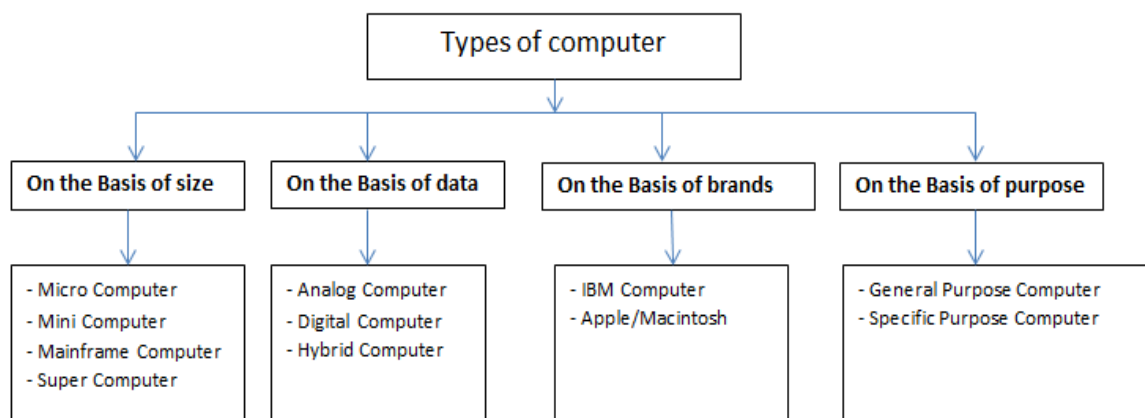 Types of computer
On the Basis of size
On the Basis of data
On the Basis of brands
On the Basis of purpose
- Micro Computer
- Mini Computer
- Mainframe Computer
- Super Computer
- Analog Computer
- Digital Computer
- Hybrid Computer
- IBM Computer
- Apple/Macintosh
- General Purpose Computer
- Specific Purpose Computer